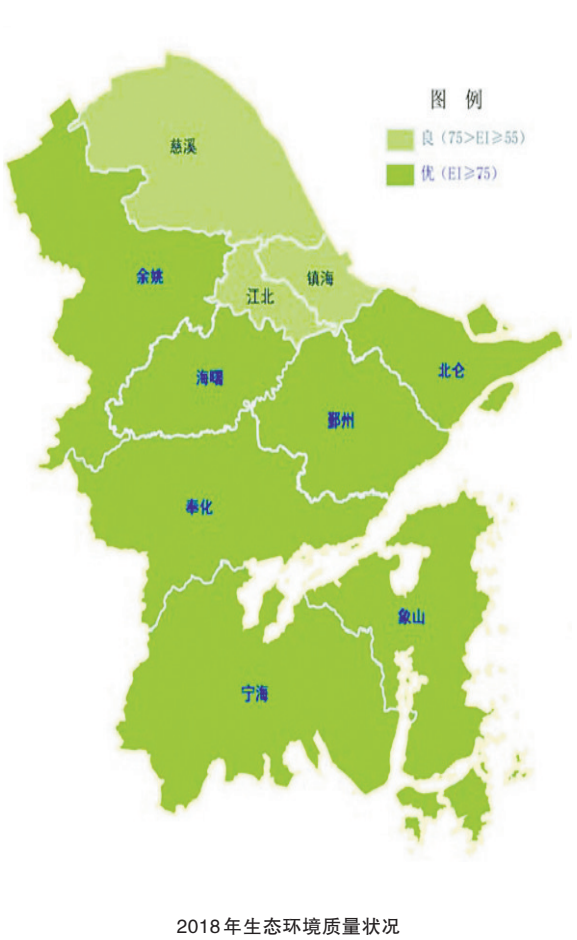 图 例
良（75>EI≥55）
优（EI≥75）
慈溪
余姚
镇海
江北
海曙
北仑
鄞州
奉化
象山
宁海
2018年生态环境质量状况